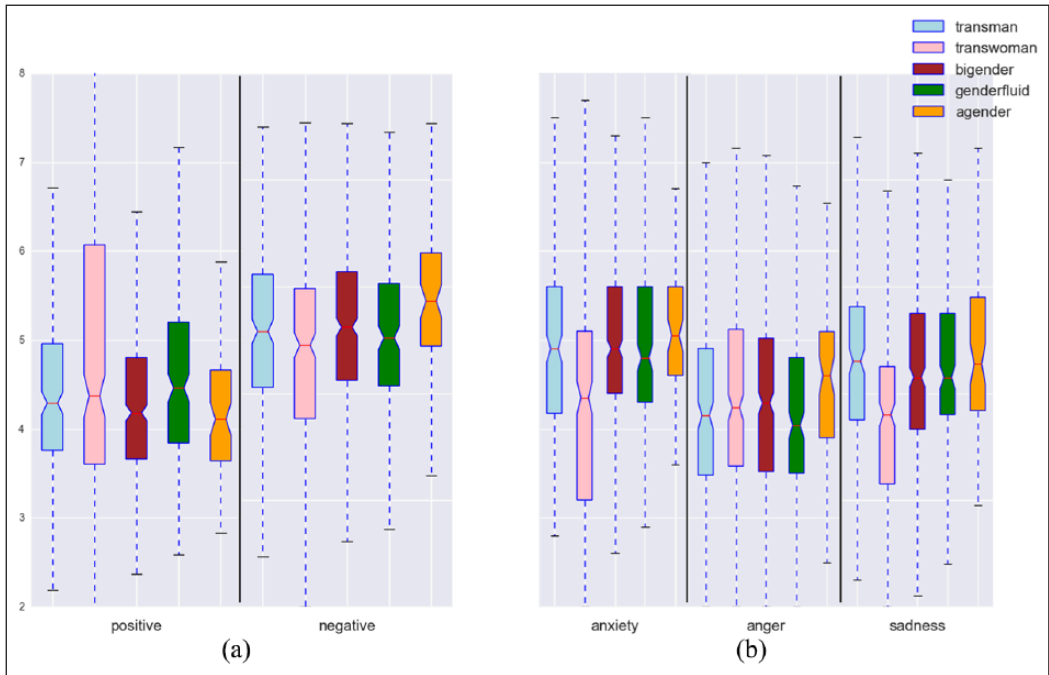 transman
transwoman
bigender
genderfluid
agender
8
7
6
5
4
3
2
positive negative
anxiety anger sadness
(a) (b)